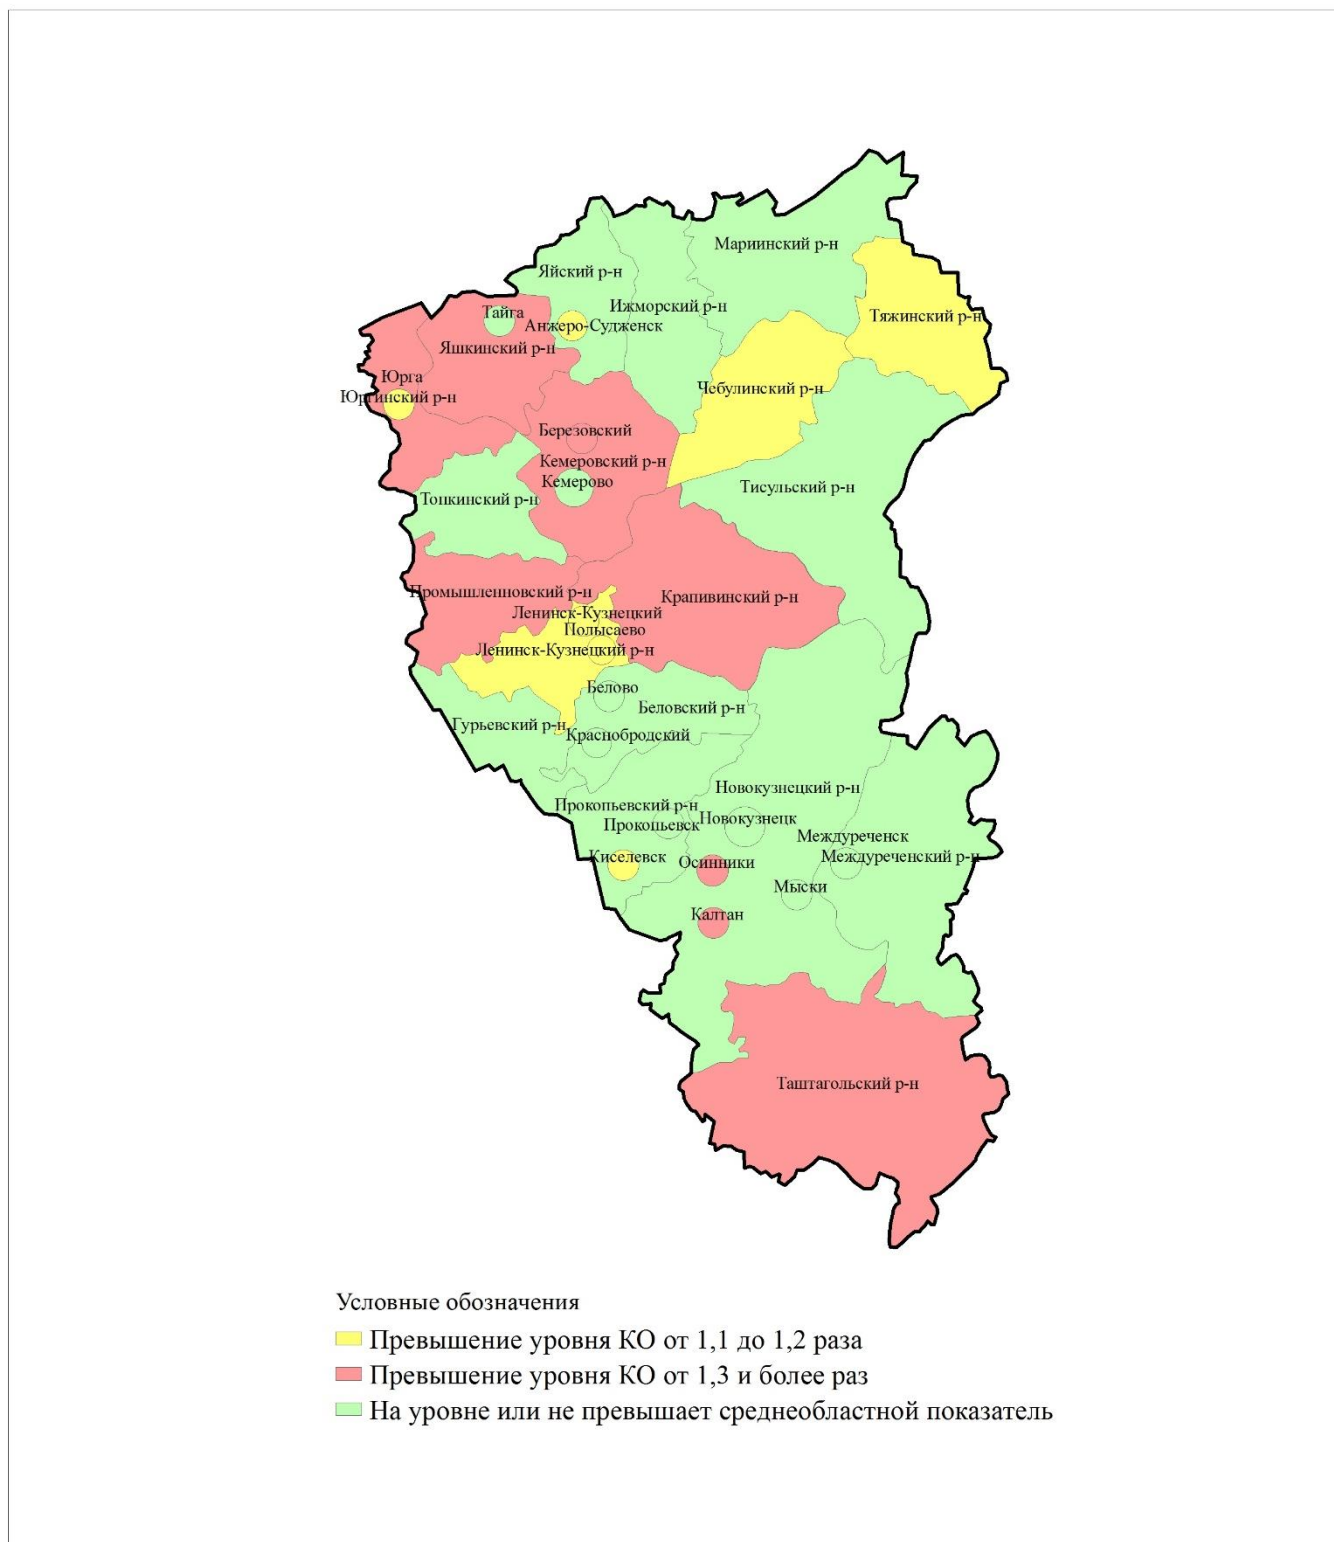 Мариинский р-н
Яйский р-н
Ижморский р-н
Тайга
Тяжинский р-н
Анжеро-Судженск
Яшкинский р-н
Юрга
Чебулинский р-н
Юргинский р-н
Березовский
Кемеровский р-н
Кемерово
Тисульский р-н
Топкинский р-н
Промышленновский р-н
Крапивинский р-н
Ленинск-Кузнецкий
Полысаево
Ленинск-Кузнецкий р-н
Белово
Беловский р-н
Гурьевский р-н
Краснобродский
Новокузнецкий р-н
Прокопьевский р-н
Новокузнецк
Прокопьевск
Междуреченск
Киселевск
Осинники
Междуреченский р-н
Мыски
Калтан
Таштагольский р-н
Условные обозначения
Превышение уровня КО от 1,1 до 1,2 раза
Превышение уровня КО от 1,3 и более раз
На уровне или не превышает среднеобластной показатель